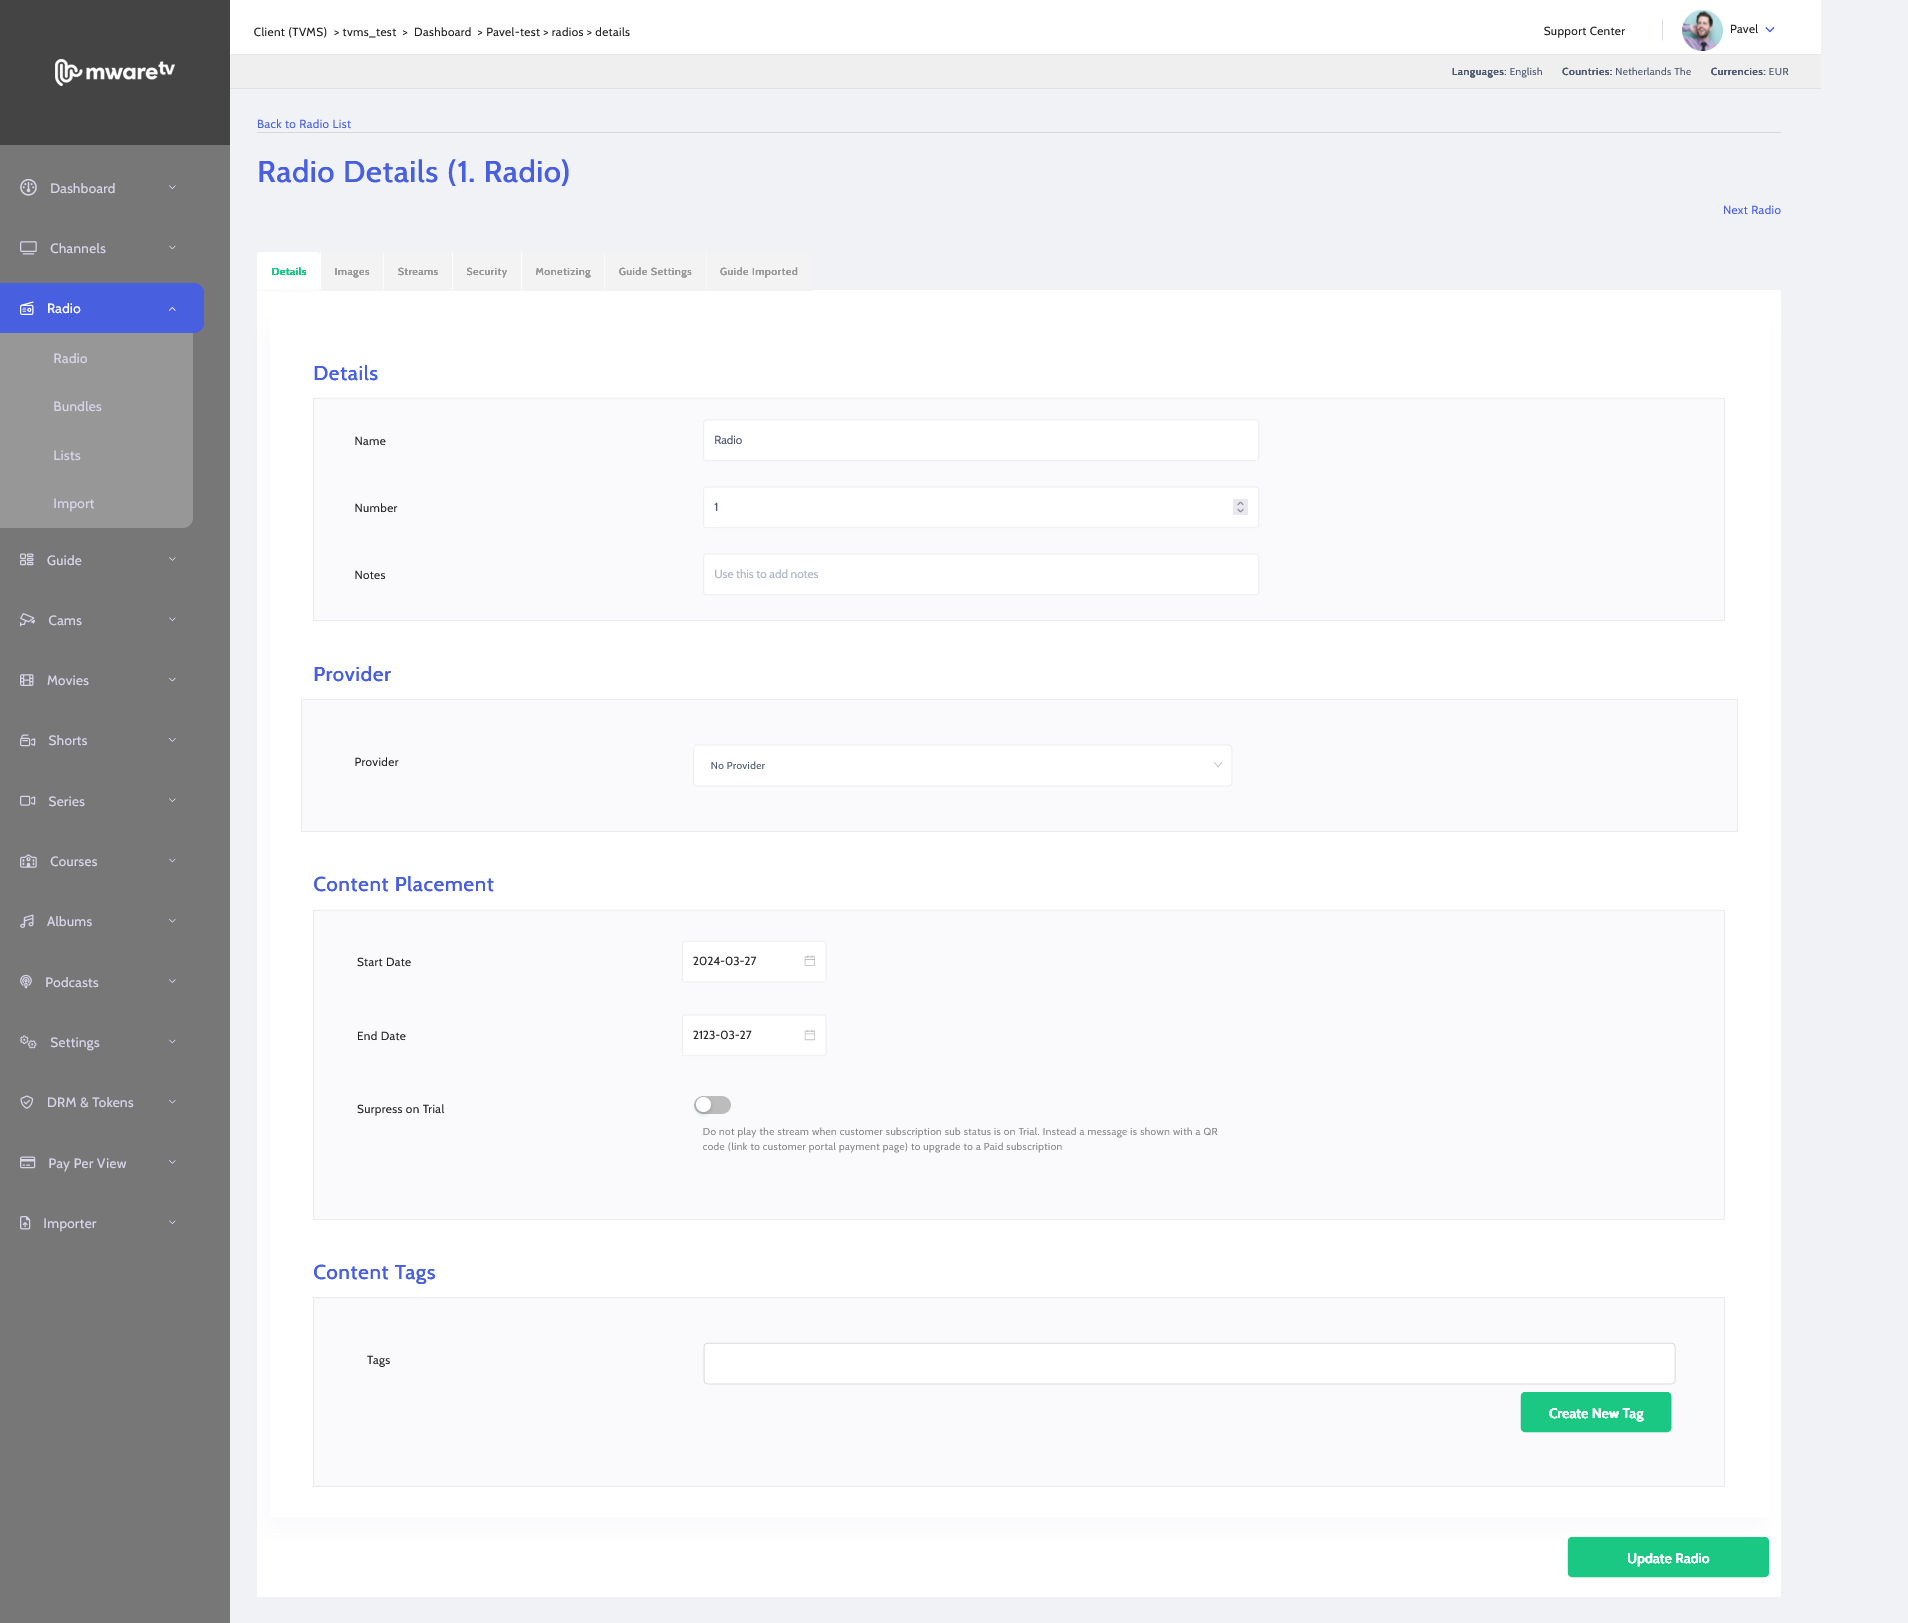 Client (TVMS) > tvms_test > Dashboard > Pavel-test > radios > details
Support Center
Pavel
mwaretv
Languages: English Countries: Netherlands The Currencies: EUR
Back to Radio List
Radio Details (1. Radio)
Next Radio
Dashboard
Channels
Radio
Radio
Bundles
Lists
Import
Guide
Cams
Movies
Shorts
Series
Courses
Albums
Podcasts
Settings
DRM & Tokens
Pay Per View
Importer
Details Images Streams Security Monetizing Guide Settings Guide Imported
Details
Name Radio
Number 1
Notes Use this to add notes
Provider
Provider No Provider
Content Placement
Start Date 2024-03-27
End Date 2123-03-27
Surpress on Trial
Do not play the stream when customer subscription sub status is on Trial. Instead a message is shown with a QR
code (link to customer portal payment page) to upgrade to a Paid subscription
Content Tags
Tags
Create New Tag
Update Radio